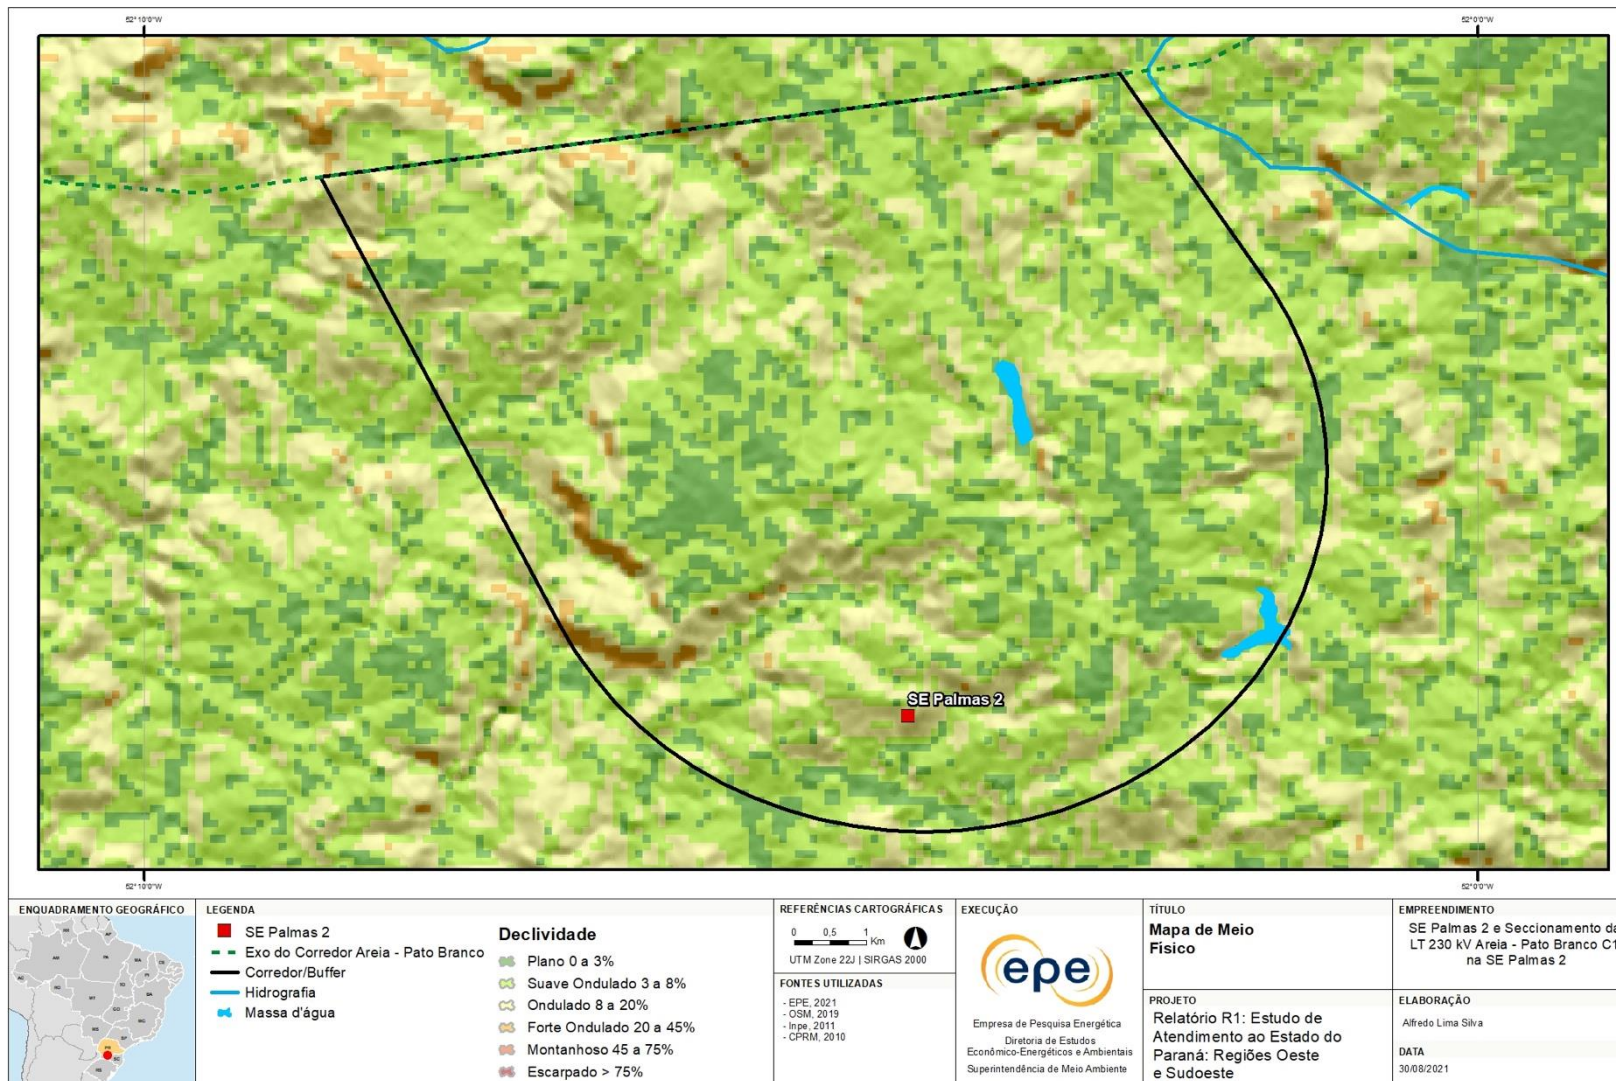 52°10'0"W
52°0'0"W
SE Palmas 2
52°10'0"W
52°0'0"W
ENQUADRAMENTO GEOGRÁFICO
LEGENDA
SE Palmas 2
Exo do Corredor Areia - Pato Branco
Corredor/Buffer
Hidrografia
Massa d'água
Declividade
Plano 0 a 3%
Suave Ondulado 3 a 8%
Ondulado 8 a 20%
Forte Ondulado 20 a 45%
Montanhoso 45 a 75%
Escarpado > 75%
REFERÊNCIAS CARTOGRÁFICAS
0 0,5 1
Km
UTM Zone 22J | SIRGAS 2000
FONTES UTILIZADAS
- EPE, 2021
- OSM, 2019
- Inpe, 2011
- CPRM, 2010
EXECUÇÃO
epe
Empresa de Pesquisa Energética
Diretoria de Estudos
Econômico-Energéticos e Ambientais
Superintendência de Meio Ambiente
TÍTULO
Mapa de Meio
Fisico
PROJETO
Relatório R1: Estudo de
Atendimento ao Estado do
Paraná: Regiões Oeste
e Sudoeste
EMPREENDIMENTO
SE Palmas 2 e Seccionamento da
LT 230 kV Areia - Pato Branco C1
na SE Palmas 2
ELABORAÇÃO
Alfredo Lima Silva
DATA
30/08/2021